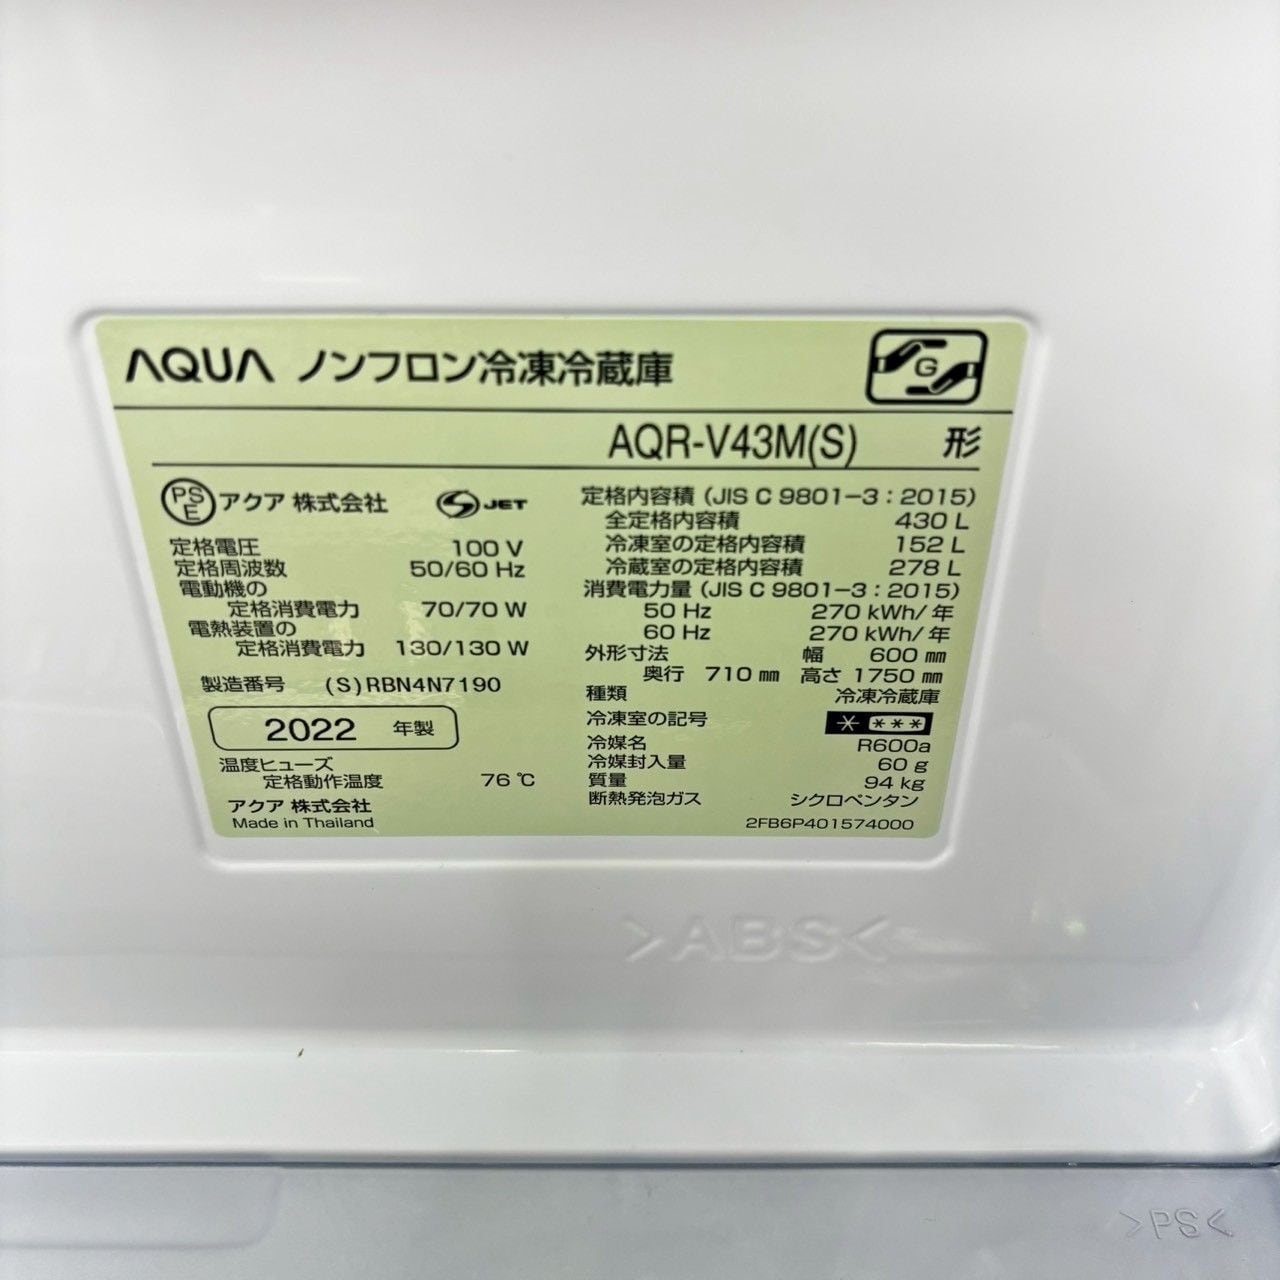 AQUA ノンフロン冷凍冷蔵庫
G
AQR-V43M(S) 形
PS
E
アクア 株式会社
S JET
定格電圧 100 V
定格周波数 50/60 Hz
電動機の
定格消費電力 70/70 W
電熱装置の
定格消費電力 130/130 W
製造番号 (S)RBN4N7190
2022 年製
温度ヒューズ
定格動作温度 76 ℃
アクア 株式会社
Made in Thailand
定格内容積 (JIS C 9801-3 : 2015)
全定格内容積 430 L
冷凍室の定格内容積 152 L
冷蔵室の定格内容積 278 L
消費電力量 (JIS C 9801-3 : 2015)
50 Hz 270 kWh/年
60 Hz 270 kWh/年
外形寸法 幅 600 ㎜
奥行 710 ㎜ 高さ 1750 ㎜
種類 冷凍冷蔵庫
冷凍室の記号 * ***
冷媒名 R600a
冷媒封入量 60 g
質量 94 kg
断熱発泡ガス シクロペンタン
2FB6P401574000
>ABS<
>PS<